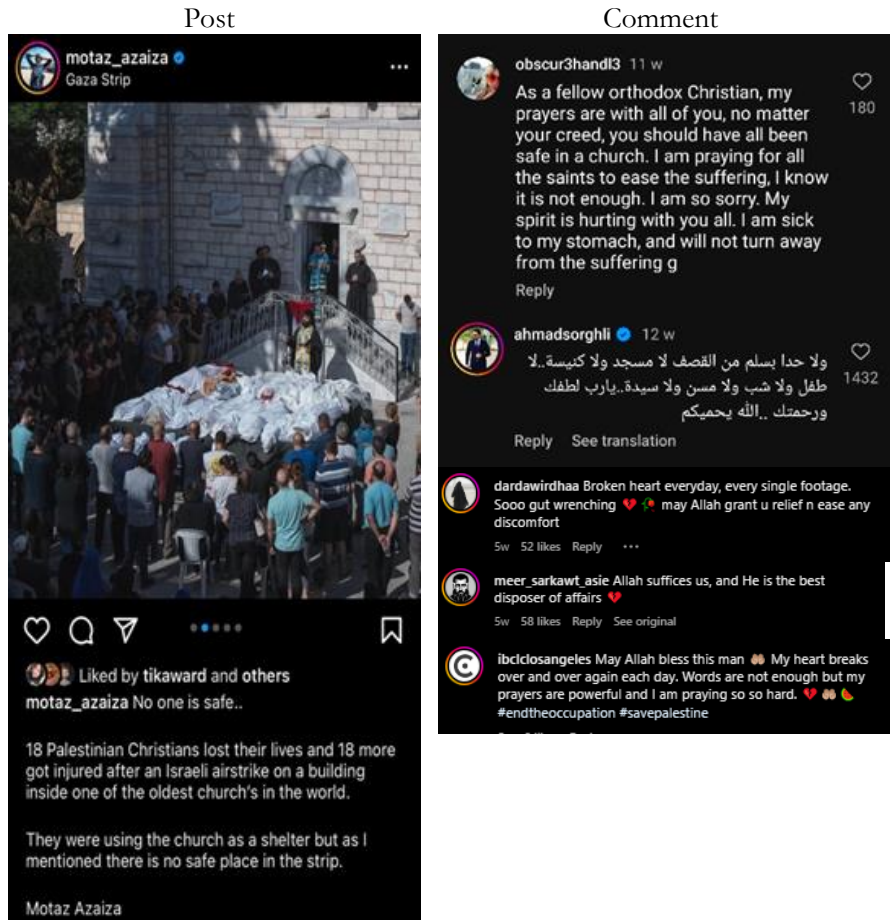 Post
motaz_azaiza
Gaza Strip
Liked by tikaward and others
motaz_azaiza No one is safe..
18 Palestinian Christians lost their lives and 18 more
got injured after an Israeli airstrike on a building
inside one of the oldest church's in the world.
They were using the church as a shelter but as I
mentioned there is no safe place in the strip.
Motaz Azaiza
Comment
obscur3handl3 11 w
As a fellow orthodox Christian, my
prayers are with all of you, no matter
your creed, you should have all been
safe in a church. I am praying for all
the saints to ease the suffering, I know
it is not enough. I am so sorry. My
spirit is hurting with you all. I am sick
to my stomach, and will not turn away
from the suffering g
180
Reply
ahmadsorghli 12 w
ولا حدا بسلم من القصف لا مسجد ولا كنيسة..لا
طفل ولا شب ولا مسن ولا سيدة..يارب لطفك
ورحمتك ..الله يحميكم
1432
Reply See translation
dardawirdhaa Broken heart everyday, every single footage.
Sooo gut wrenching 💔 🥀 may Allah grant u relief n ease any
discomfort
5w 52 likes Reply •••
meer_sarkawt_asie Allah suffices us, and He is the best
disposer of affairs 💔
5w 58 likes Reply See original
ibclclosangeles May Allah bless this man 🤲🏼 My heart breaks
over and over again each day. Words are not enough but my
prayers are powerful and I am praying so so hard. 💔 🤲🏼 🍉
#endtheoccupation #savepalestine